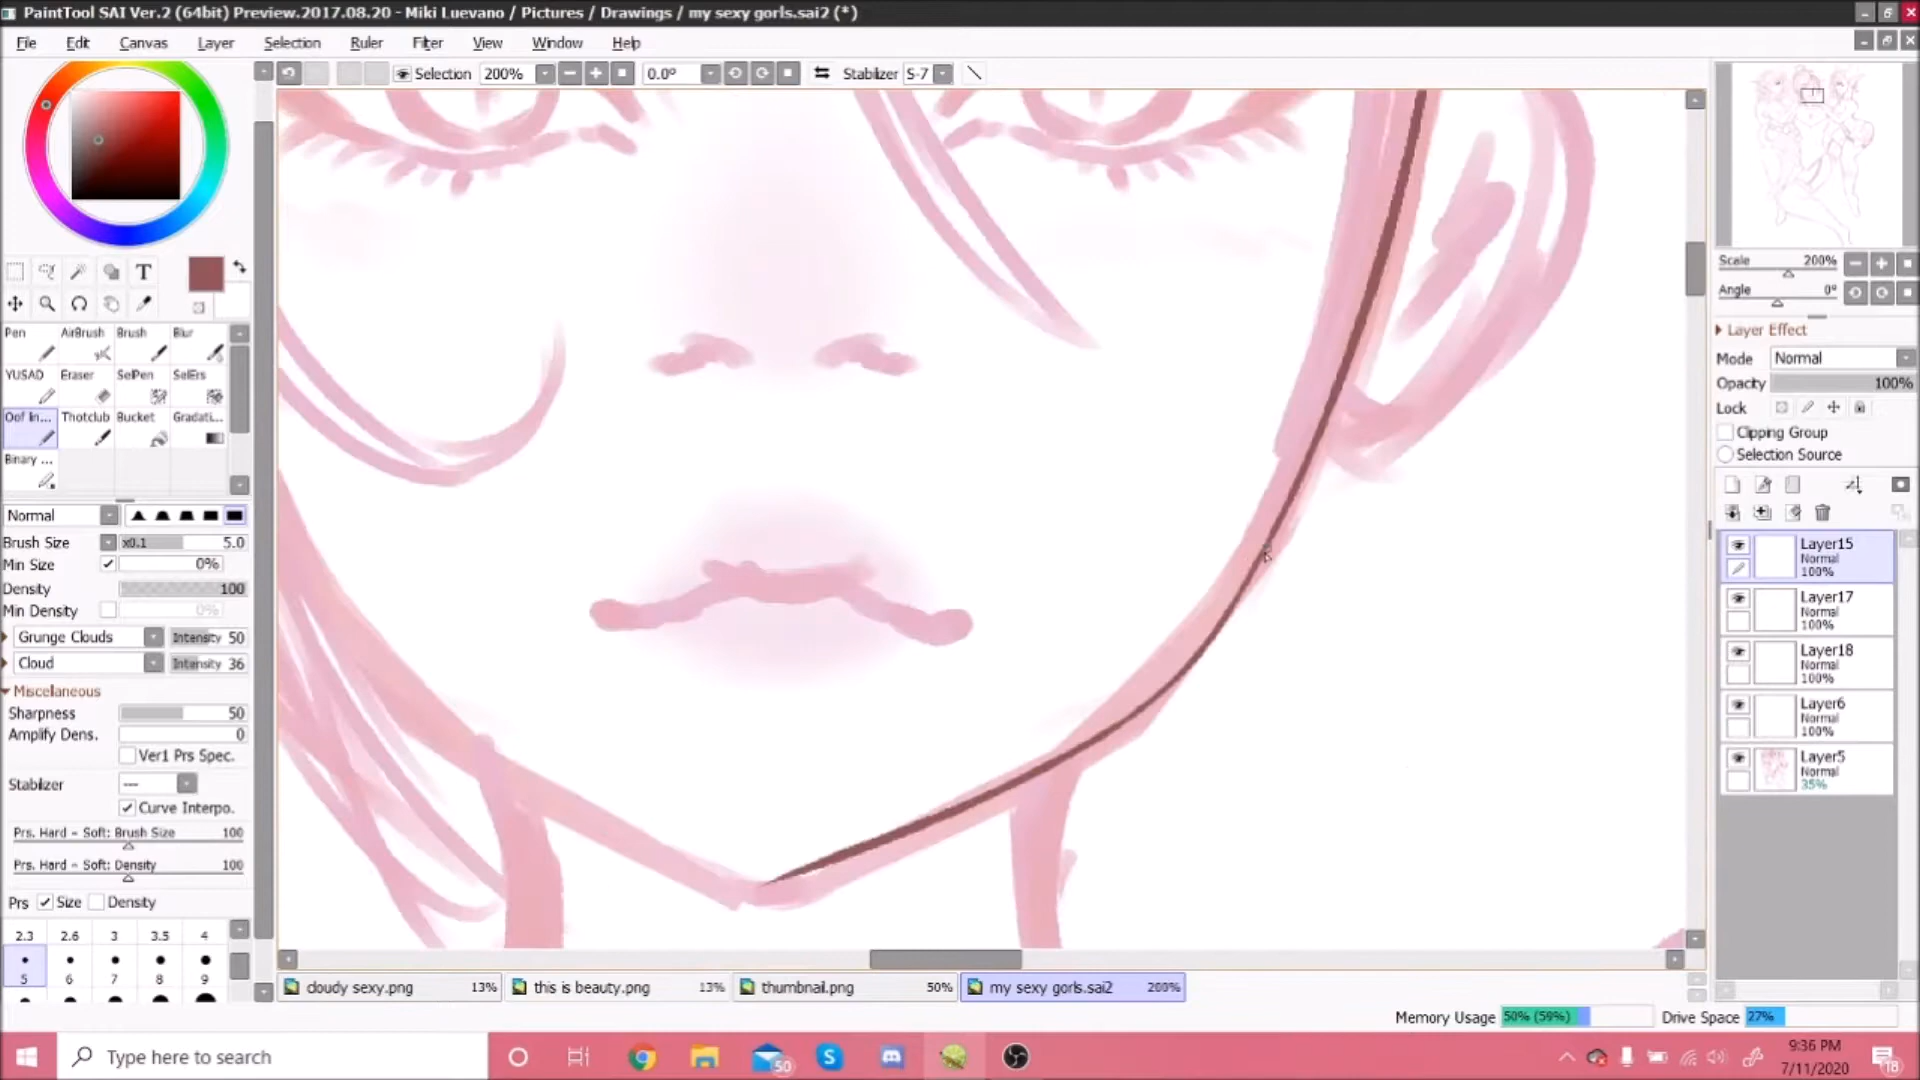 PaintTool SAI Ver.2 (64bit) Preview.2017.08.20 - Miki Luevano / Pictures / Drawings / my sexy gorls.sai2 (*)
File Edit Canvas Layer Selection Ruler Filter View Window Help
Selection 200% 0.0º Stabilizer S-7
T
Pen AirBrush Brush Blur
YUSAD Eraser SelPen SelErs
Oof In... Thotclub Bucket Gradati...
Binary ...
Normal
Brush Size x0.1 5.0
Min Size 0%
Density 100
Min Density 0%
Grunge Clouds Intensity 50
Cloud Intensity 36
Miscellaneous
Sharpness 50
Amplify Dens. 0
Ver1 Prs Spec.
Stabilizer ---
Curve Interpo.
Prs. Hard - Soft: Brush Size 100
Prs. Hard - Soft: Density 100
Prs Size Density
2.3 2.6 3 3.5 4
5 6 7 8 9
Scale 200%
Angle 0º
Layer Effect
Mode Normal
Opacity 100%
Lock
Clipping Group
Selection Source
Layer15
Normal
100%
Layer17
Normal
100%
Layer18
Normal
100%
Layer6
Normal
100%
Layer5
Normal
35%
cloudy sexy.png 13% this is beauty.png 13% thumbnail.png 50% my sexy gorls.sai2 200%
Memory Usage 50% (59%) Drive Space 27%
Type here to search
50
9:36 PM
7/11/2020
18